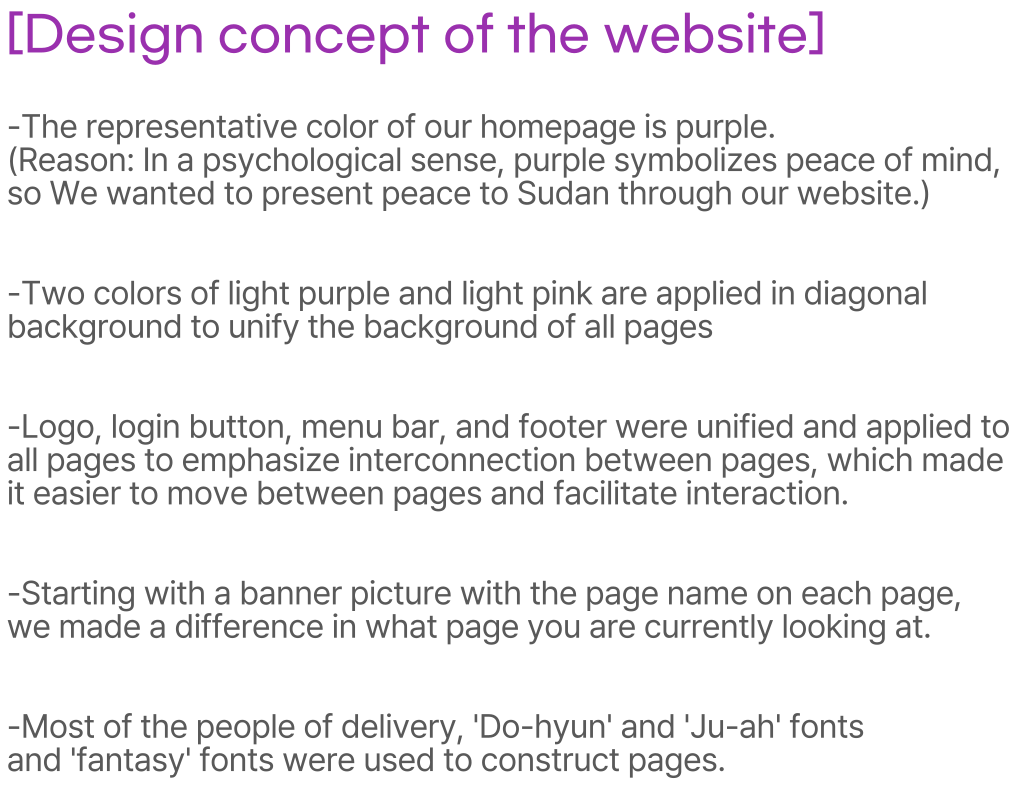 [Design concept of the website]
-The representative color of our homepage is purple.
(Reason: In a psychological sense, purple symbolizes peace of mind,
so We wanted to present peace to Sudan through our website.)
-Two colors of light purple and light pink are applied in diagonal
background to unify the background of all pages
-Logo, login button, menu bar, and footer were unified and applied to
all pages to emphasize interconnection between pages, which made
it easier to move between pages and facilitate interaction.
-Starting with a banner picture with the page name on each page,
we made a difference in what page you are currently looking at.
-Most of the people of delivery, 'Do-hyun' and 'Ju-ah' fonts
and 'fantasy' fonts were used to construct pages.